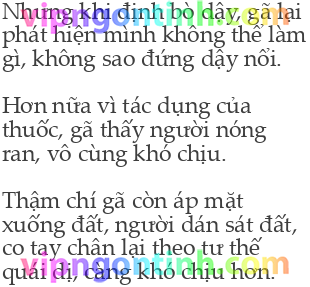 Nhưng khi định bò dậy, gã lại
vipngontinh.com
phát hiện mình không thể làm
gì, không sao đứng dậy nổi.
Hơn nữa vì tác dụng của
thuốc, gã thấy người nóng
ran, vô cùng khó chịu.
Thậm chí gã còn áp mặt
xuống đất, người dán sát đất,
co tay chân lại theo tư thế
vipngontinh.com
quái dị, càng khó chịu hơn.